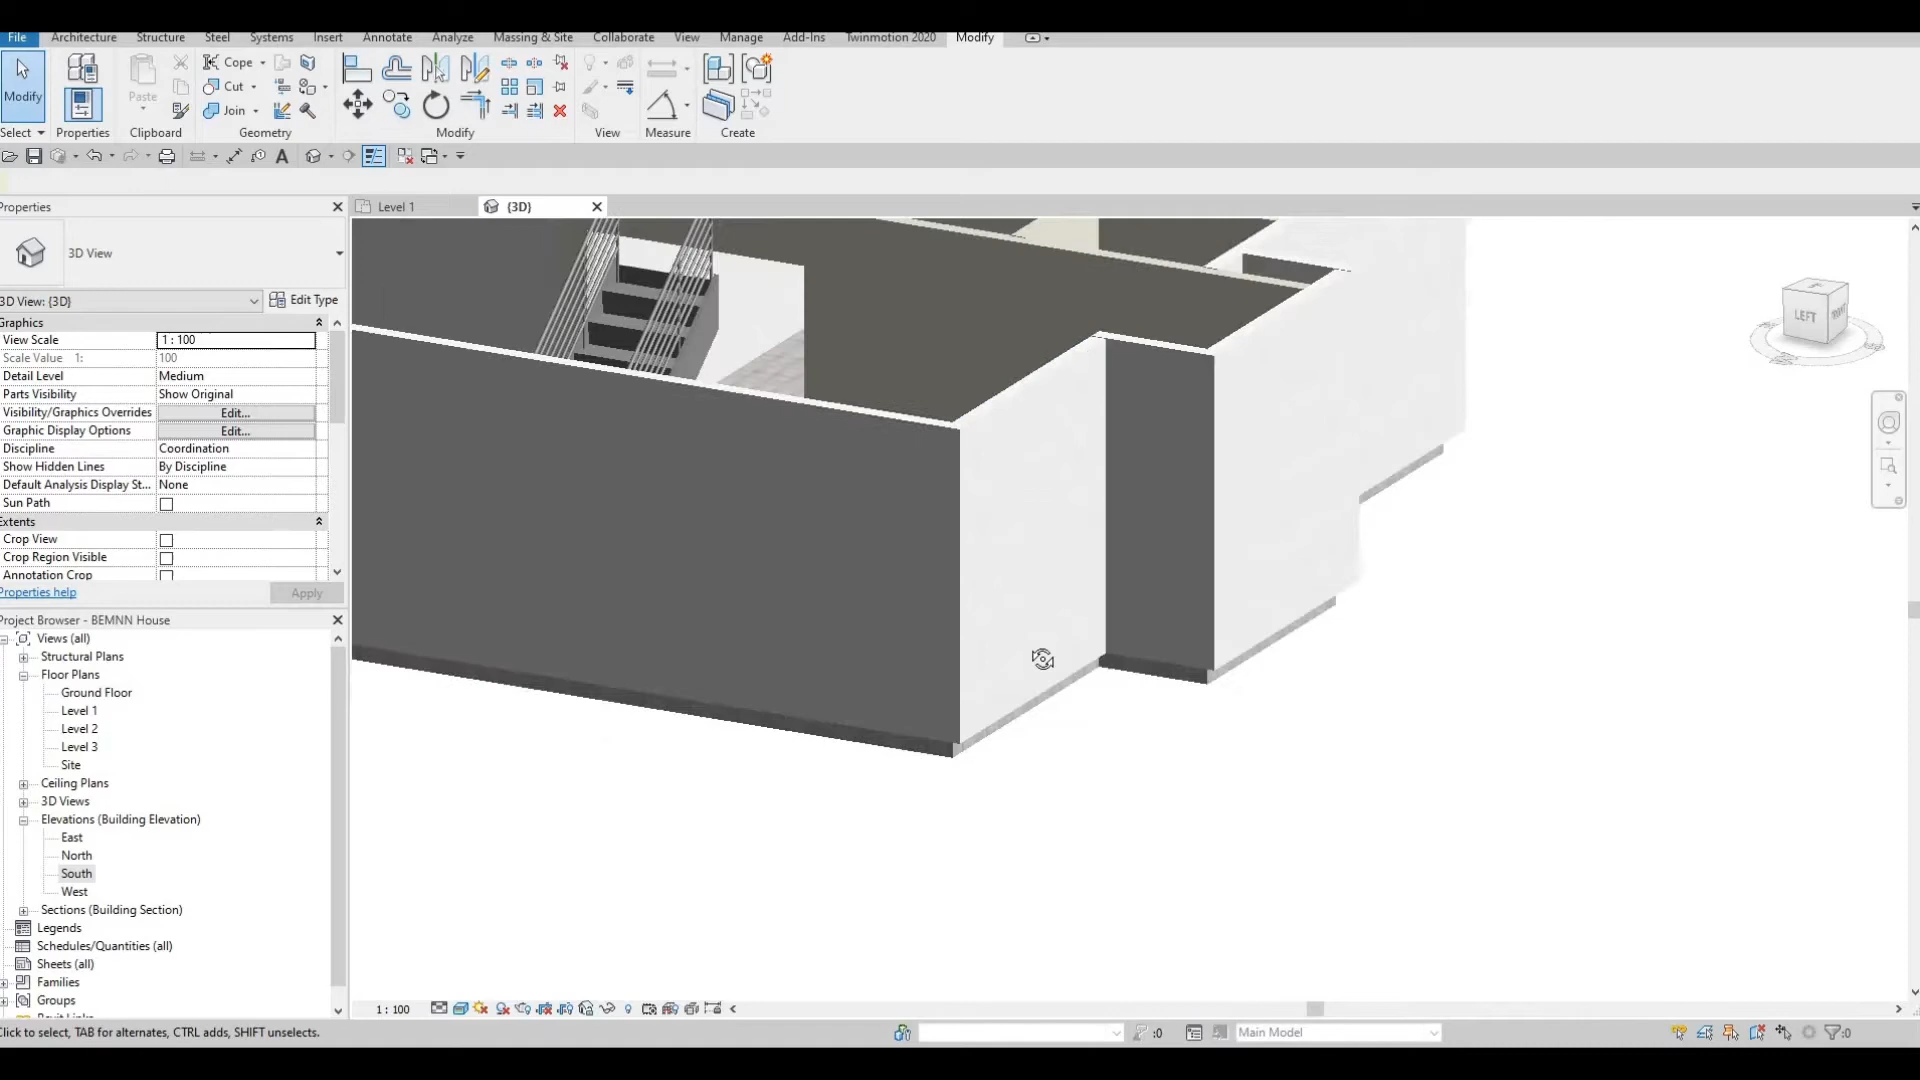 File Architecture Structure Steel Systems Insert Annotate Analyze Massing & Site Collaborate View Manage Add-Ins Twinmotion 2020 Modify
Modify
Paste
Cope
Cut
Join
Select Properties Clipboard Geometry Modify View Measure Create
Properties
Level 1
{3D}
3D View
3D View: {3D}
Edit Type
Graphics
View Scale 1 : 100
Scale Value 1: 100
Detail Level Medium
Parts Visibility Show Original
Visibility/Graphics Overrides Edit...
Graphic Display Options Edit...
Discipline Coordination
Show Hidden Lines By Discipline
Default Analysis Display St... None
Sun Path
Extents
Crop View
Crop Region Visible
Annotation Crop
Properties help
Apply
Project Browser - BEMNN House
Views (all)
Structural Plans
Floor Plans
Ground Floor
Level 1
Level 2
Level 3
Site
Ceiling Plans
3D Views
Elevations (Building Elevation)
East
North
South
West
Sections (Building Section)
Legends
Schedules/Quantities (all)
Sheets (all)
Families
Groups
LEFT
1 : 100
Click to select, TAB for alternates, CTRL adds, SHIFT unselects.
:0
Main Model
:0